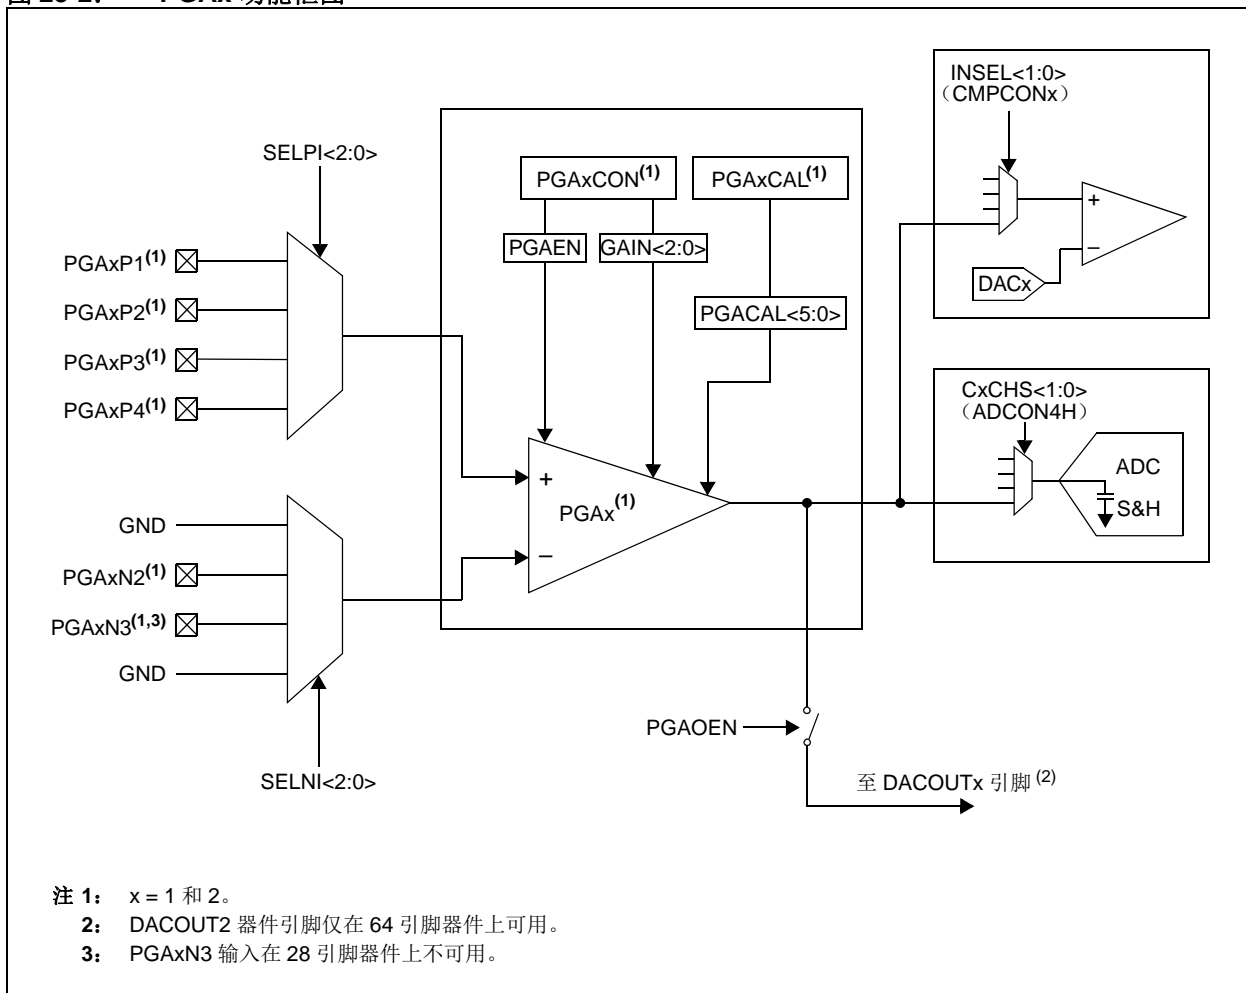 PGAx
INSEL<1:0>
（CMPCONx）
SELPI<2:0>
PGAxCON(1)
PGAxCAL(1)
PGAEN
GAIN<2:0>
PGACAL<5:0>
+
–
DACx
PGAxP1(1)
PGAxP2(1)
PGAxP3(1)
PGAxP4(1)
CxCHS<1:0>
（ADCON4H）
ADC
S&H
+
PGAx(1)
–
GND
PGAxN2(1)
PGAxN3(1,3)
GND
SELNI<2:0>
PGAOEN
至 DACOUTx 引脚 (2)
注 1： x = 1 和 2。
2： DACOUT2 器件引脚仅在 64 引脚器件上可用。
3： PGAxN3 输入在 28 引脚器件上不可用。